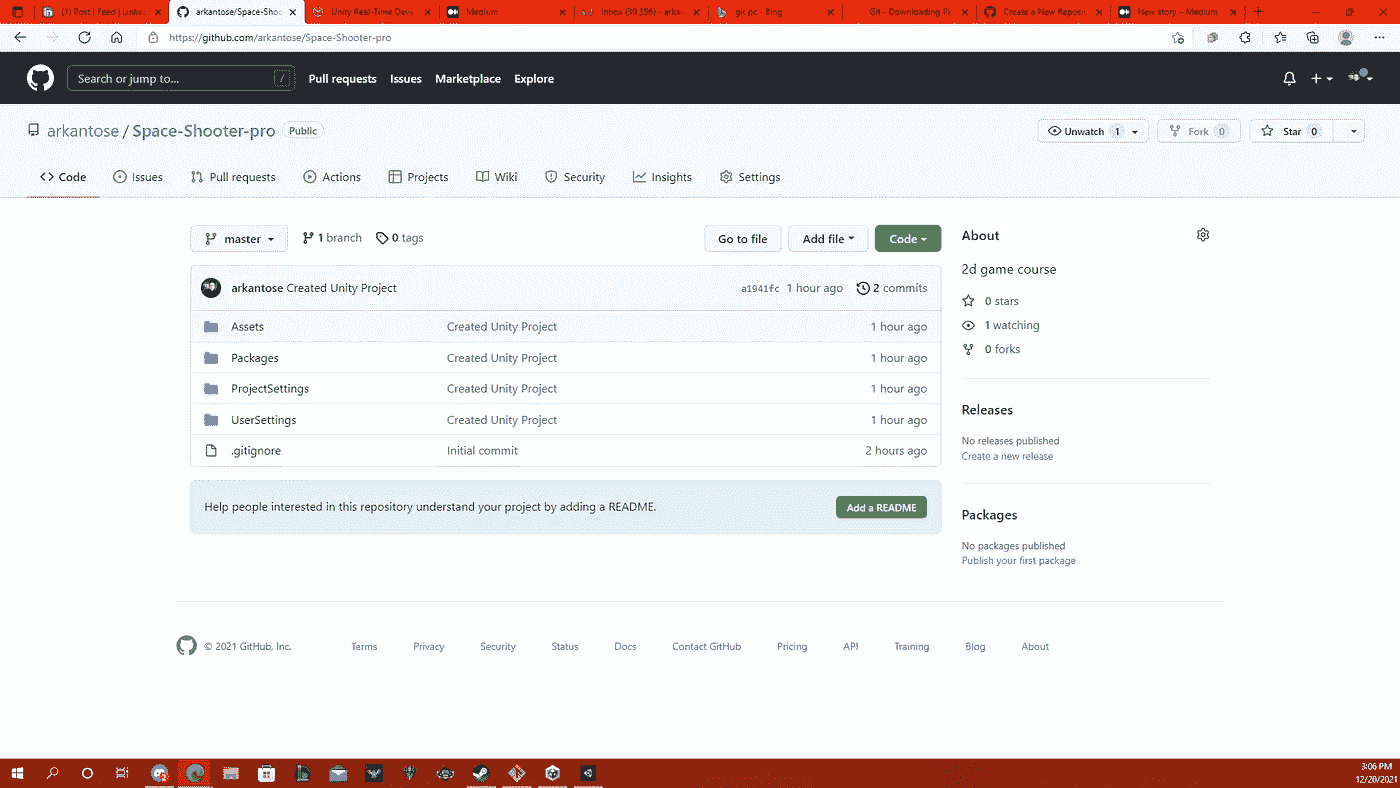 (1) Post | Feed | Linked
arkantose/Space-Shoo
Unity Real-Time Deve
Medium
Inbox (39,356) - arka
git pc - Bing
Git - Downloading Pa
Create a New Reposit
New story – Medium
https://github.com/arkantose/Space-Shooter-pro
Search or jump to... /
Pull requests Issues Marketplace Explore
arkantose / Space-Shooter-pro Public
Unwatch 1 Fork 0 Star 0
Code Issues Pull requests Actions Projects Wiki Security Insights Settings
master 1 branch 0 tags Go to file Add file Code
arkantose Created Unity Project a1941fc 1 hour ago 2 commits
Assets Created Unity Project 1 hour ago
Packages Created Unity Project 1 hour ago
ProjectSettings Created Unity Project 1 hour ago
UserSettings Created Unity Project 1 hour ago
.gitignore Initial commit 2 hours ago
Help people interested in this repository understand your project by adding a README. Add a README
About
2d game course
0 stars
1 watching
0 forks
Releases
No releases published
Create a new release
Packages
No packages published
Publish your first package
© 2021 GitHub, Inc. Terms Privacy Security Status Docs Contact GitHub Pricing API Training Blog About
3:06 PM
12/20/2021